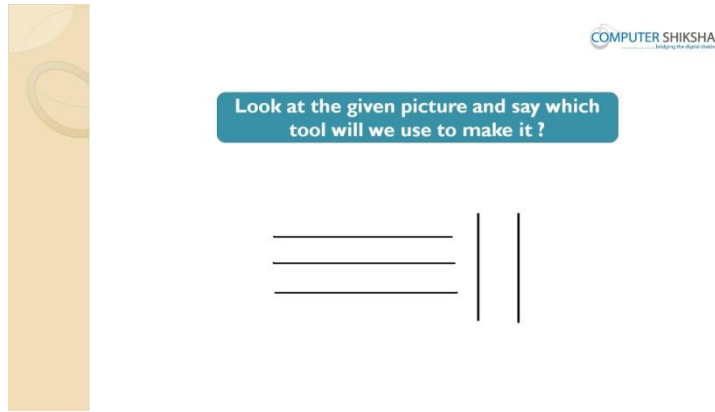 COMPUTER SHIKSHA
bridging the digital divide
Look at the given picture and say which
tool will we use to make it ?